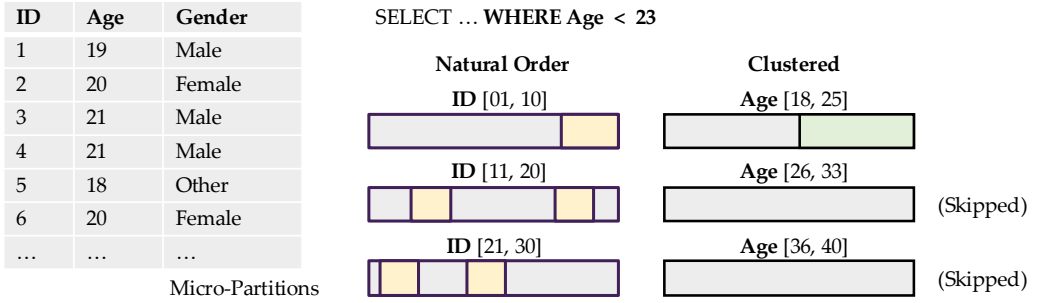 ID Age Gender
1 19 Male
2 20 Female
3 21 Male
4 21 Male
5 18 Other
6 20 Female
… … …
Micro-Partitions
SELECT … WHERE Age < 23
Natural Order Clustered
ID [01, 10] Age [18, 25]
ID [11, 20] Age [26, 33]
(Skipped)
ID [21, 30] Age [36, 40]
(Skipped)